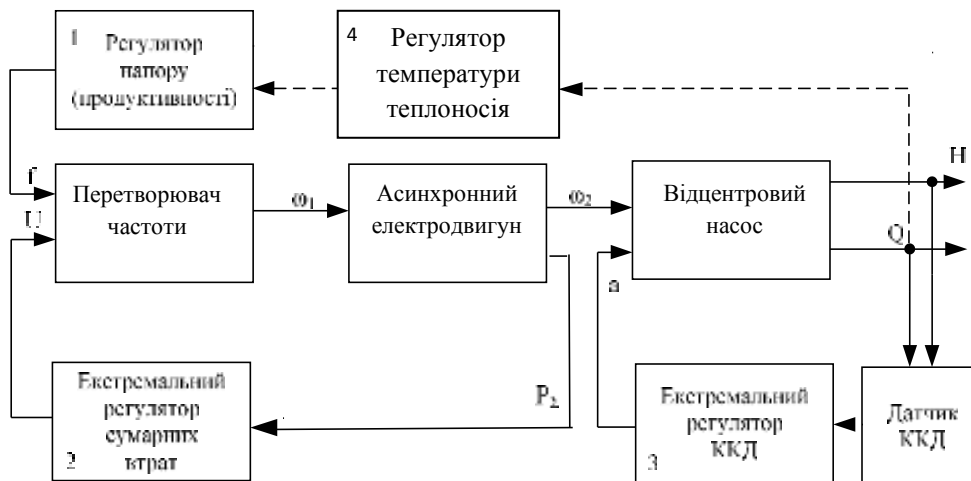 1
Регулятор
напору
(продуктивності)
4
Регулятор
температури
теплоносія
H
f
U
Перетворювач
частоти
ω₁
Асинхронний
електродвигун
ω₂
a
Відцентровий
насос
Q
Екстремальний
регулятор
сумарних
втрат
2
P_Σ
Екстремальний
регулятор
ККД
3
Датчик
ККД